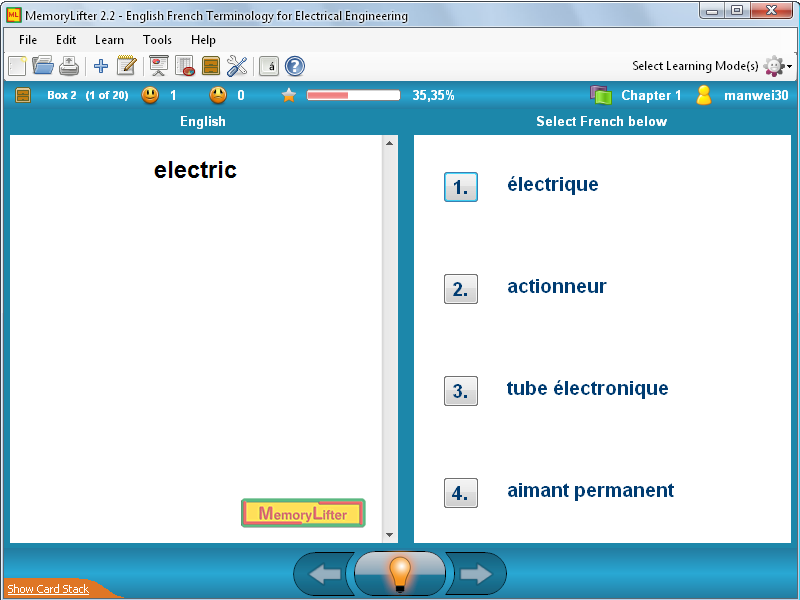 ML MemoryLifter 2.2 - English French Terminology for Electrical Engineering
File Edit Learn Tools Help
á ? Select Learning Mode(s)
Box 2 (1 of 20) 1 0 35,35% Chapter 1 manwei30
English Select French below
electric
1. électrique
2. actionneur
3. tube électronique
4. aimant permanent
MemoryLifter
Show Card Stack